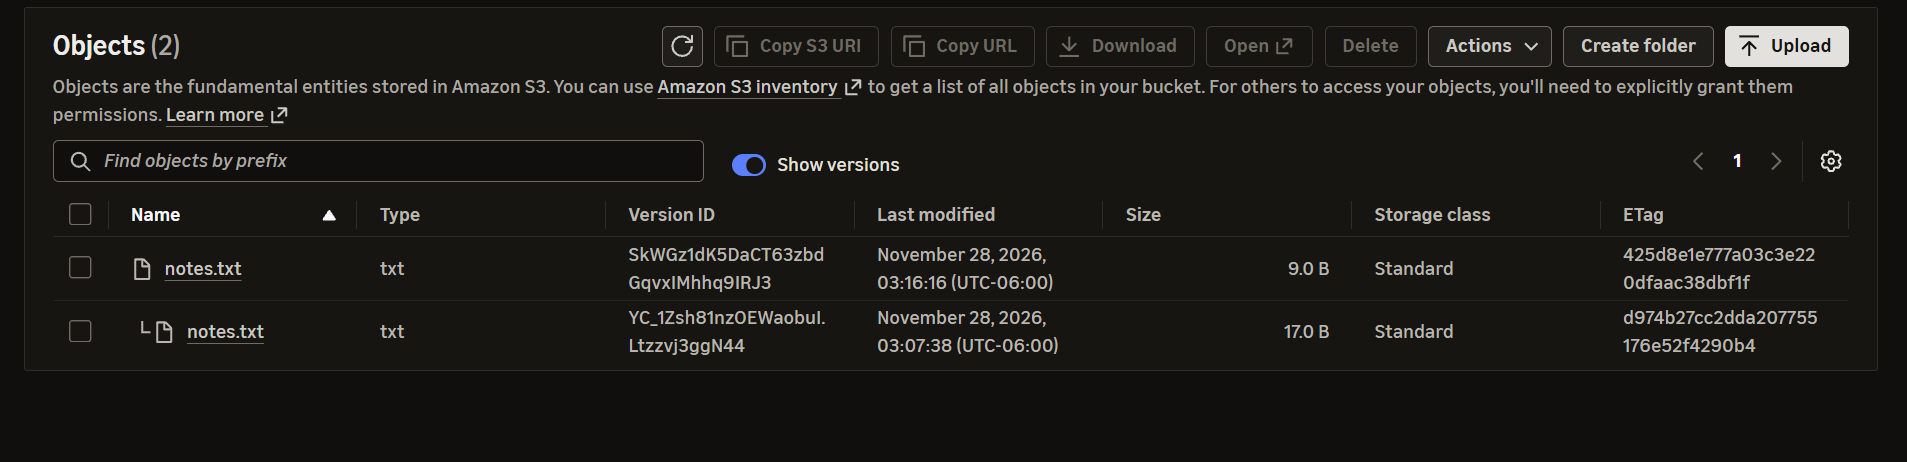 Objects (2)
Copy S3 URI Copy URL Download Open Delete Actions Create folder Upload
Objects are the fundamental entities stored in Amazon S3. You can use Amazon S3 inventory to get a list of all objects in your bucket. For others to access your objects, you'll need to explicitly grant them
permissions. Learn more
Find objects by prefix
Show versions
1
Name Type Version ID Last modified Size Storage class ETag
notes.txt txt SkWGz1dK5DaCT63zbd November 28, 2026, 9.0 B Standard 425d8e1e777a03c3e22
GqvxIMhhq9IRJ3 03:16:16 (UTC-06:00) 0dfaac38dbf1f
notes.txt txt YC_1Zsh81nzOEWaobuI. November 28, 2026, 17.0 B Standard d974b27cc2dda207755
Ltzzvj3ggN44 03:07:38 (UTC-06:00) 176e52f4290b4